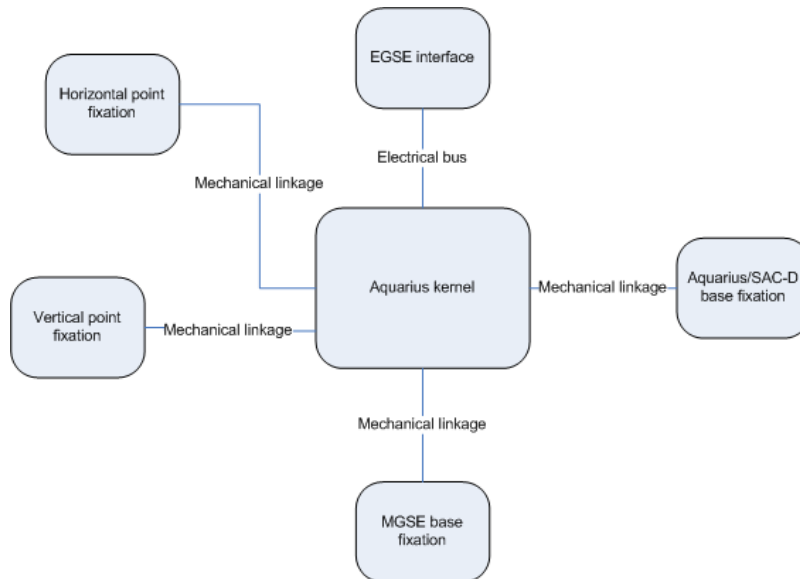 EGSE interface
Horizontal point
fixation
Electrical bus
Mechanical linkage
Aquarius kernel
Mechanical linkage
Aquarius/SAC-D
base fixation
Vertical point
fixation
Mechanical linkage
Mechanical linkage
MGSE base
fixation